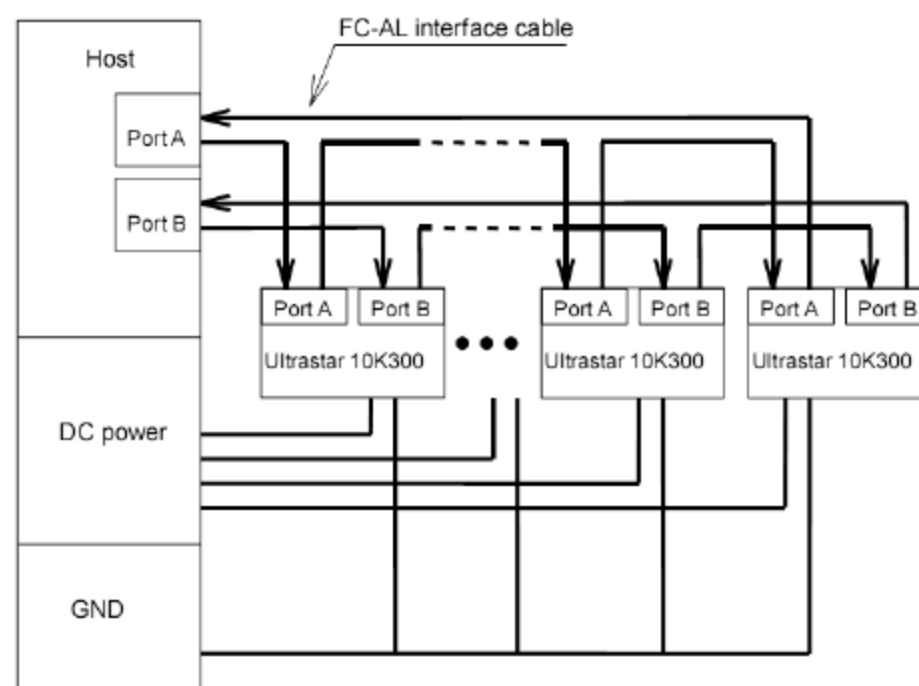 FC-AL interface cable
Host
Port A
Port B
Port A
Port B
Port A
Port B
Port A
Port B
Ultrastar 10K300
Ultrastar 10K300
Ultrastar 10K300
DC power
GND